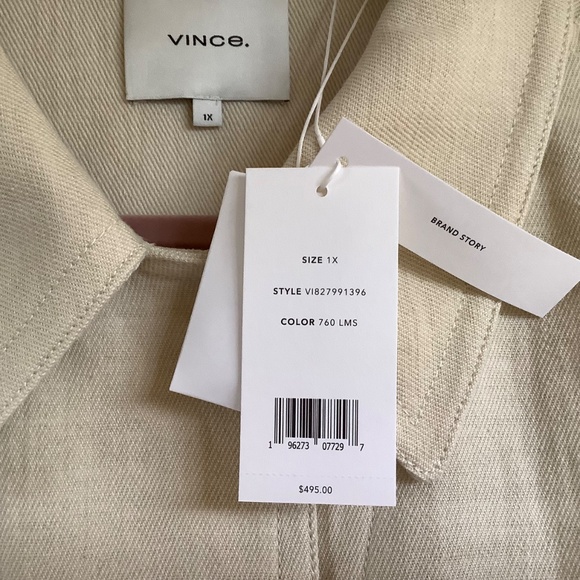 VINCE.
1X
BRAND STORY
SIZE 1X
STYLE VI827991396
COLOR 760 LMS
1 96273 07729 7
$495.00